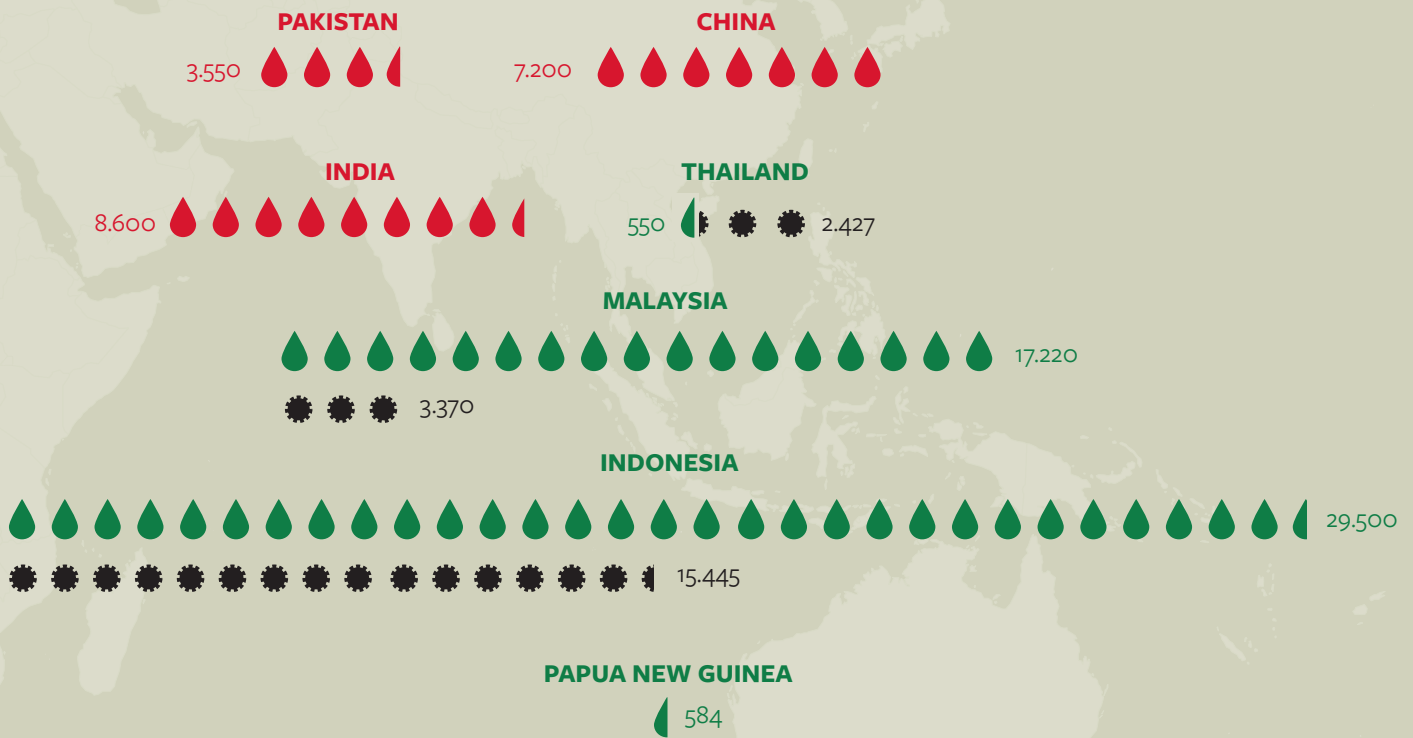 PAKISTAN
3.550
CHINA
7.200
INDIA
8.600
THAILAND
550
2.427
MALAYSIA
17.220
3.370
INDONESIA
29.500
15.445
PAPUA NEW GUINEA
584